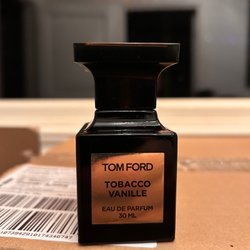 TOM FORD
TOBACCO
VANILLE
EAU DE PARFUM
30 ML